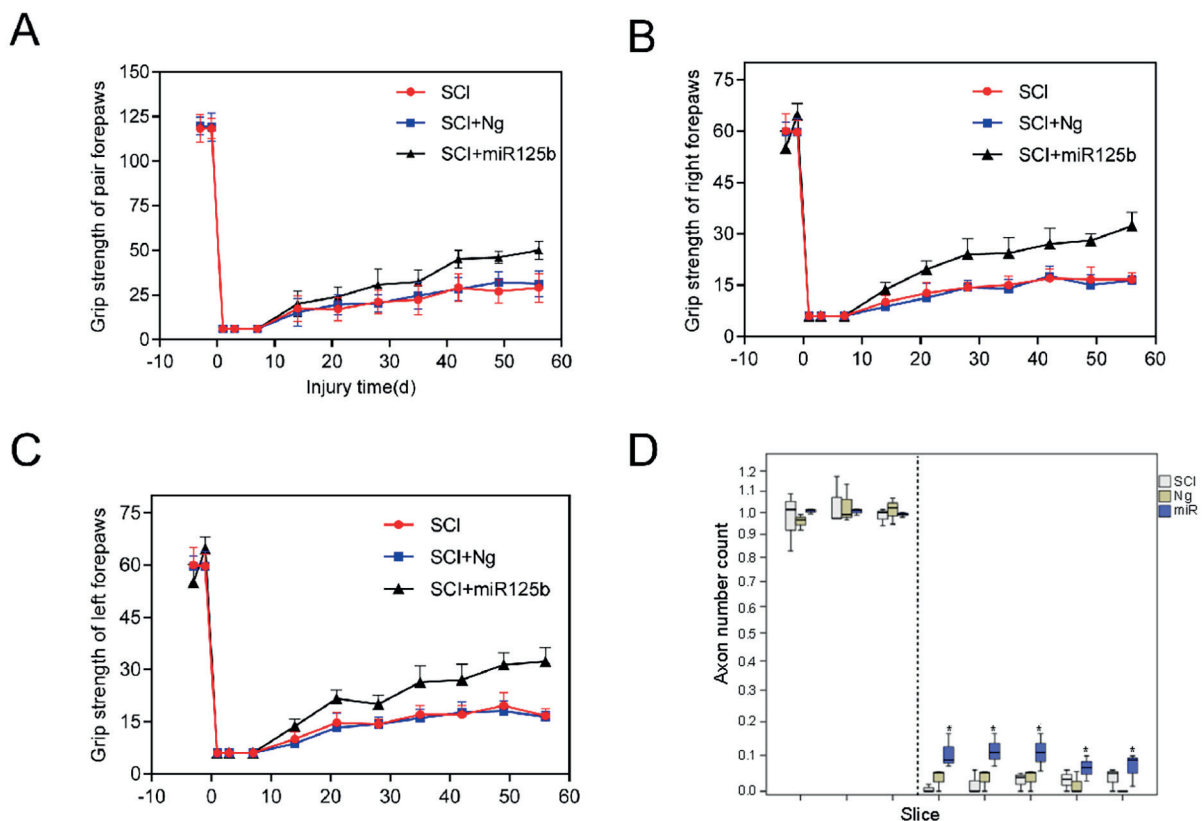 A
Grip strength of pair forepaws
150
125
100
75
50
25
0
-10 0 10 20 30 40 50 60
Injury time(d)
SCI
SCI+Ng
SCI+miR125b
B
Grip strength of right forepaws
75
60
45
30
15
0
-10 0 10 20 30 40 50 60
SCI
SCI+Ng
SCI+miR125b
C
Grip strength of left forepaws
75
60
45
30
15
0
-10 0 10 20 30 40 50 60
SCI
SCI+Ng
SCI+miR125b
D
Axon number count
1.2
1.1
1.0
0.9
0.8
0.7
0.6
0.5
0.4
0.3
0.2
0.1
0.0
* * * * *
Slice
SCI
Ng
miR